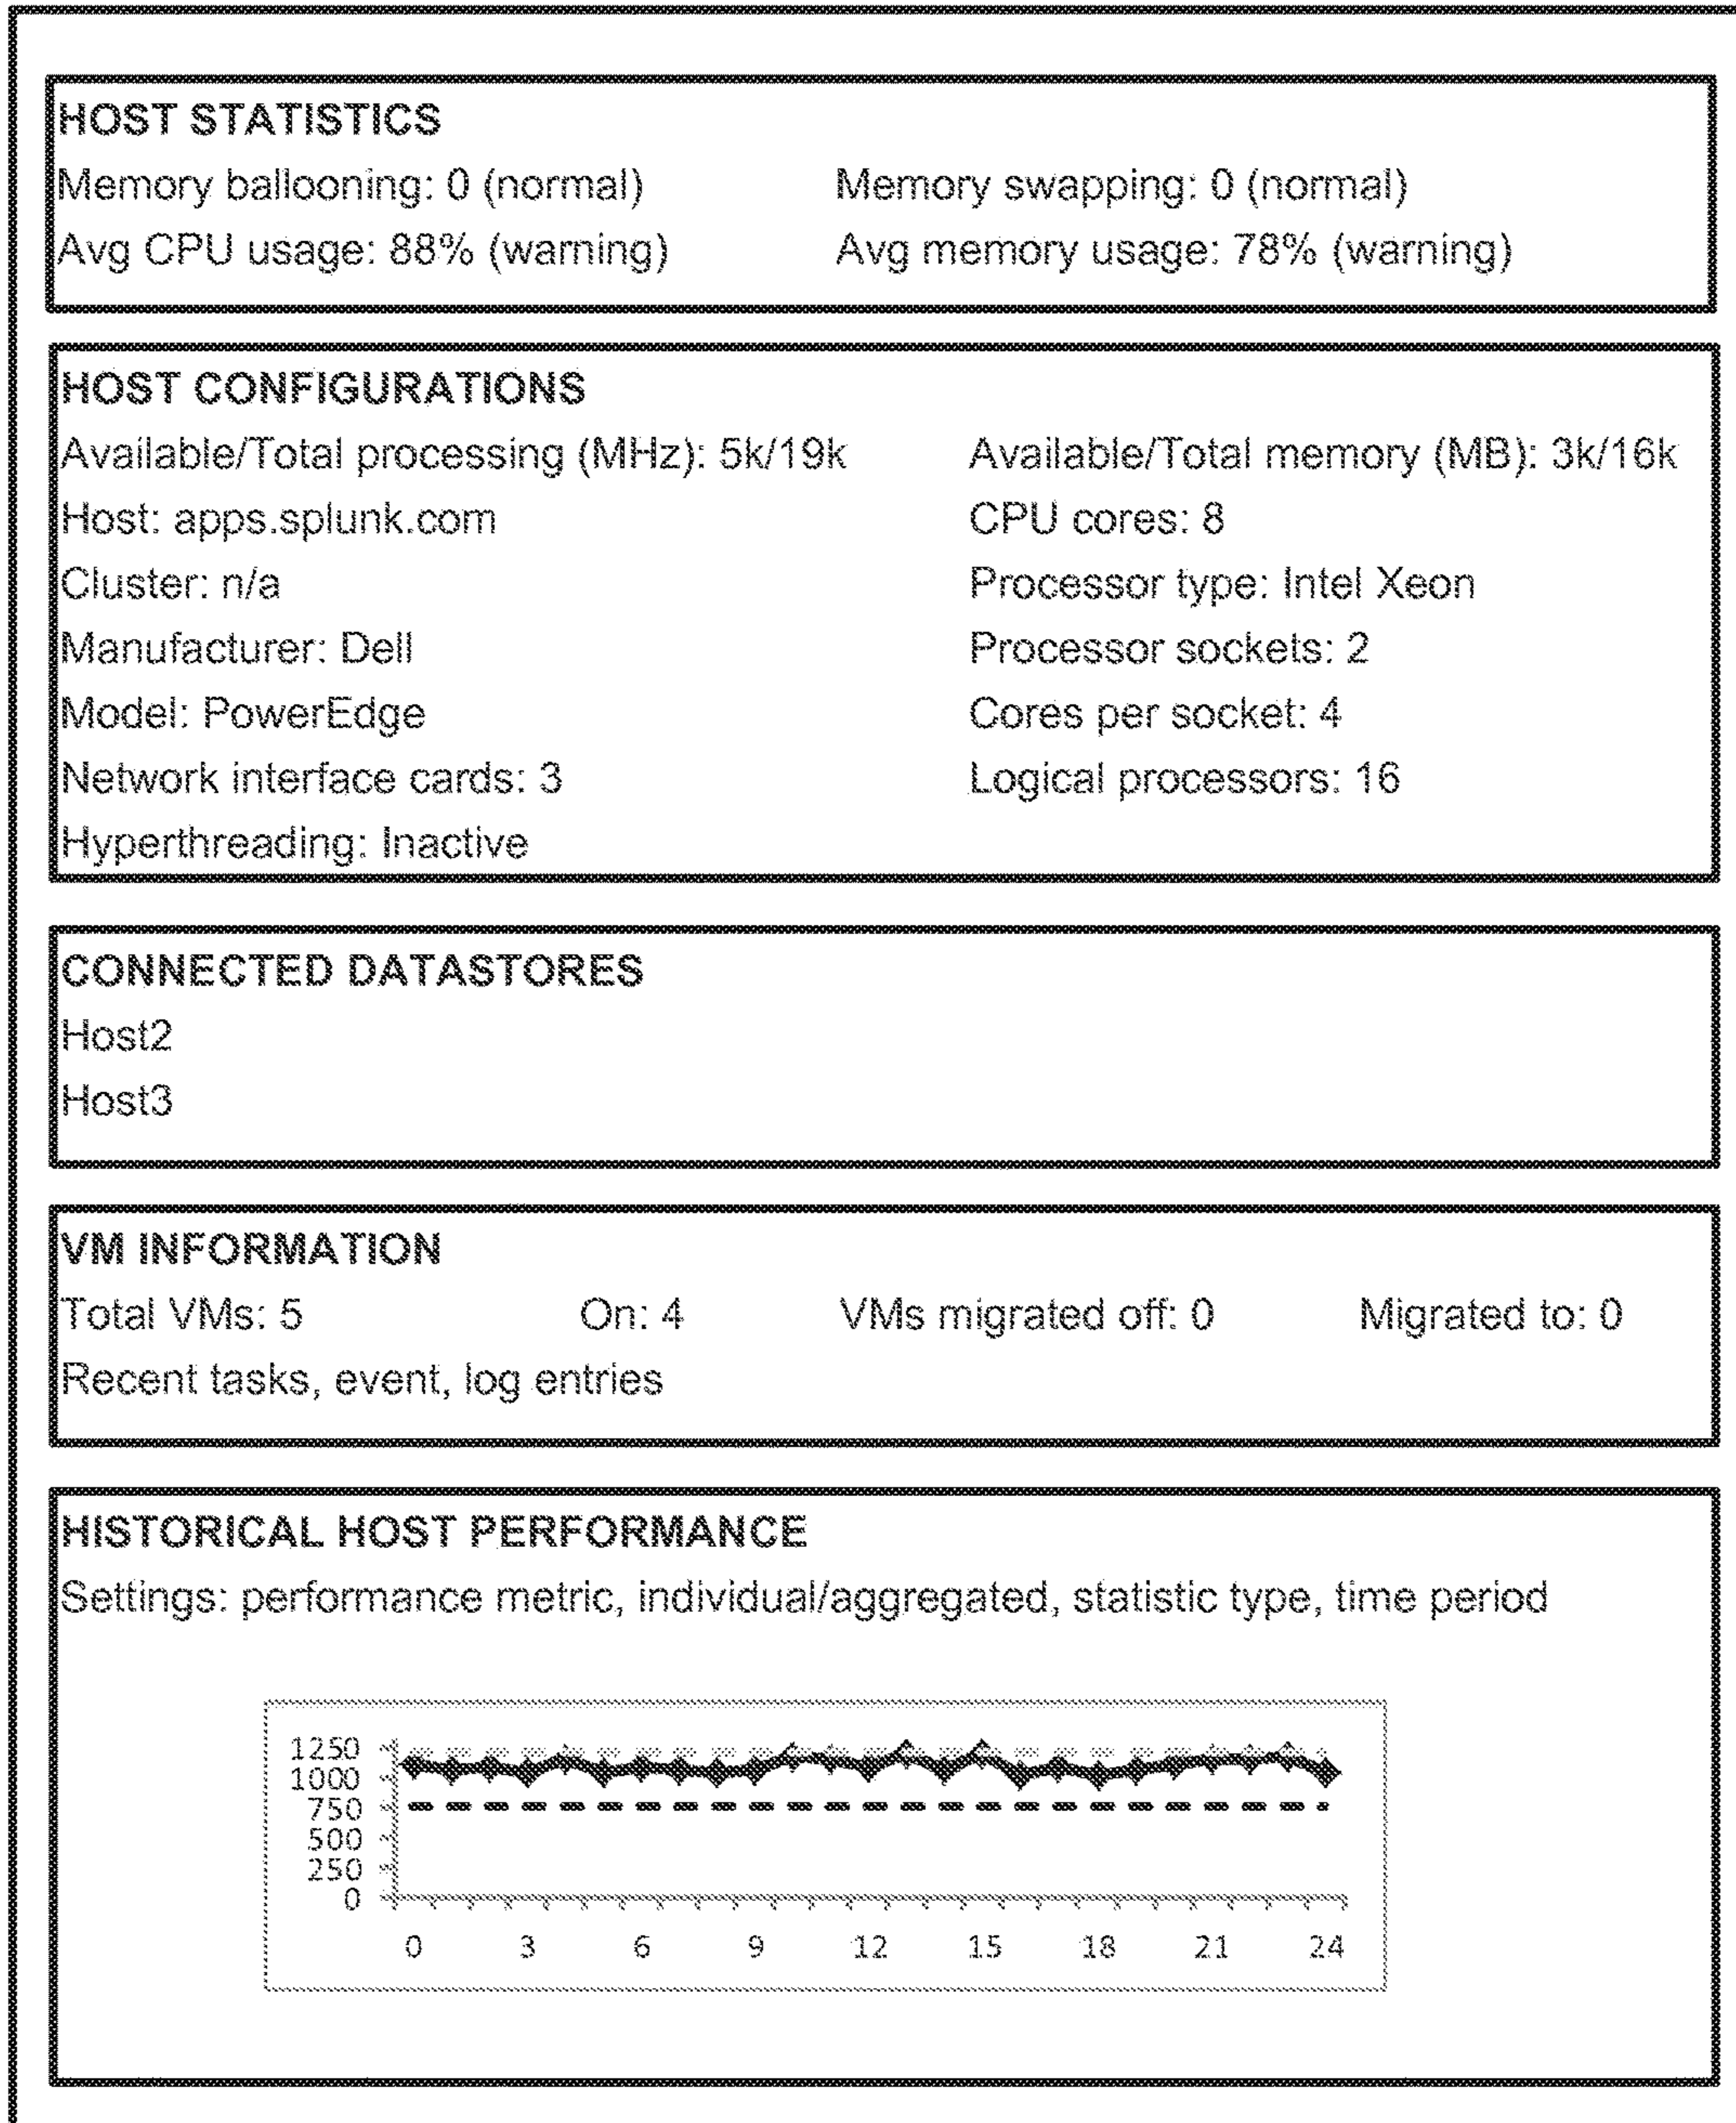 HOST STATISTICS
Memory ballooning: 0 (normal) Memory swapping: 0 (normal)
Avg CPU usage: 88% (warning) Avg memory usage: 78% (warning)
HOST CONFIGURATIONS
Available/Total processing (MHz): 5k/19k Available/Total memory (MB): 3k/16k
Host: apps.splunk.com CPU cores: 8
Cluster: n/a Processor type: Intel Xeon
Manufacturer: Dell Processor sockets: 2
Model: PowerEdge Cores per socket: 4
Network interface cards: 3 Logical processors: 16
Hyperthreading: Inactive
CONNECTED DATASTORES
Host2
Host3
VM INFORMATION
Total VMs: 5 On: 4 VMs migrated off: 0 Migrated to: 0
Recent tasks, event, log entries
HISTORICAL HOST PERFORMANCE
Settings: performance metric, individual/aggregated, statistic type, time period
1250
1000
750
500
250
0
0 3 6 9 12 15 18 21 24